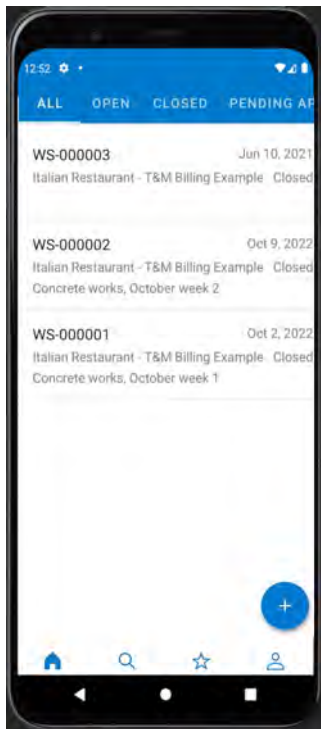 12:52
ALL OPEN CLOSED PENDING AP
WS-000003 Jun 10, 2021
Italian Restaurant - T&M Billing Example Closed
WS-000002 Oct 9, 2022
Italian Restaurant - T&M Billing Example Closed
Concrete works, October week 2
WS-000001 Oct 2, 2022
Italian Restaurant - T&M Billing Example Closed
Concrete works, October week 1